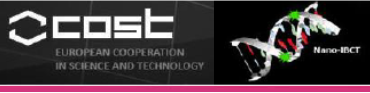 cost
EUROPEAN COOPERATION
IN SCIENCE AND TECHNOLOGY
Nano-IBCT